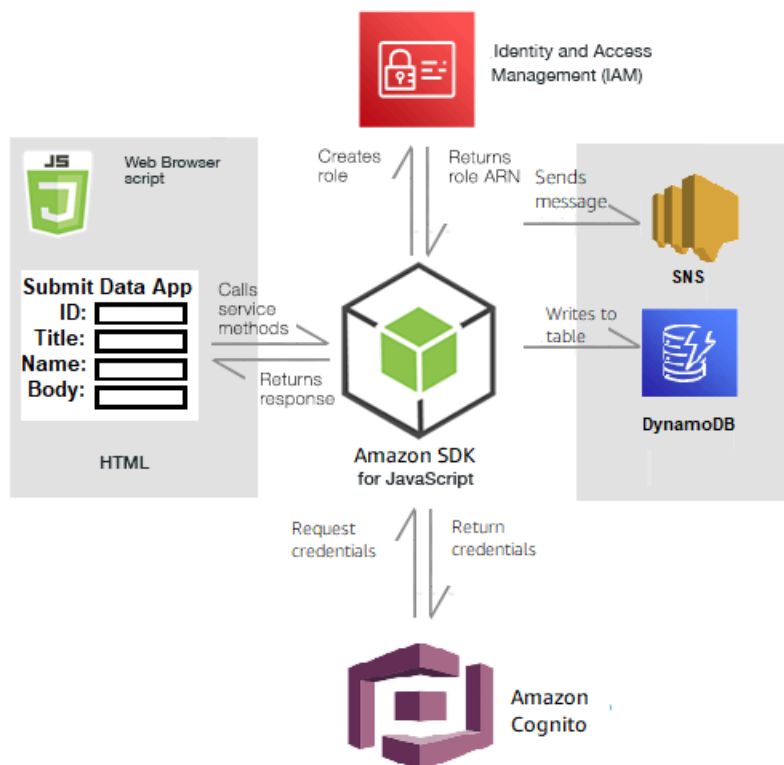 Identity and Access
Management (IAM)
JS
Web Browser
script
Creates
role
Returns
role ARN
Sends
message
SNS
Submit Data App
ID:
Title:
Name:
Body:
Calls
service
methods
Returns
response
Writes to
table
DynamoDB
HTML
Amazon SDK
for JavaScript
Request
credentials
Return
credentials
Amazon
Cognito